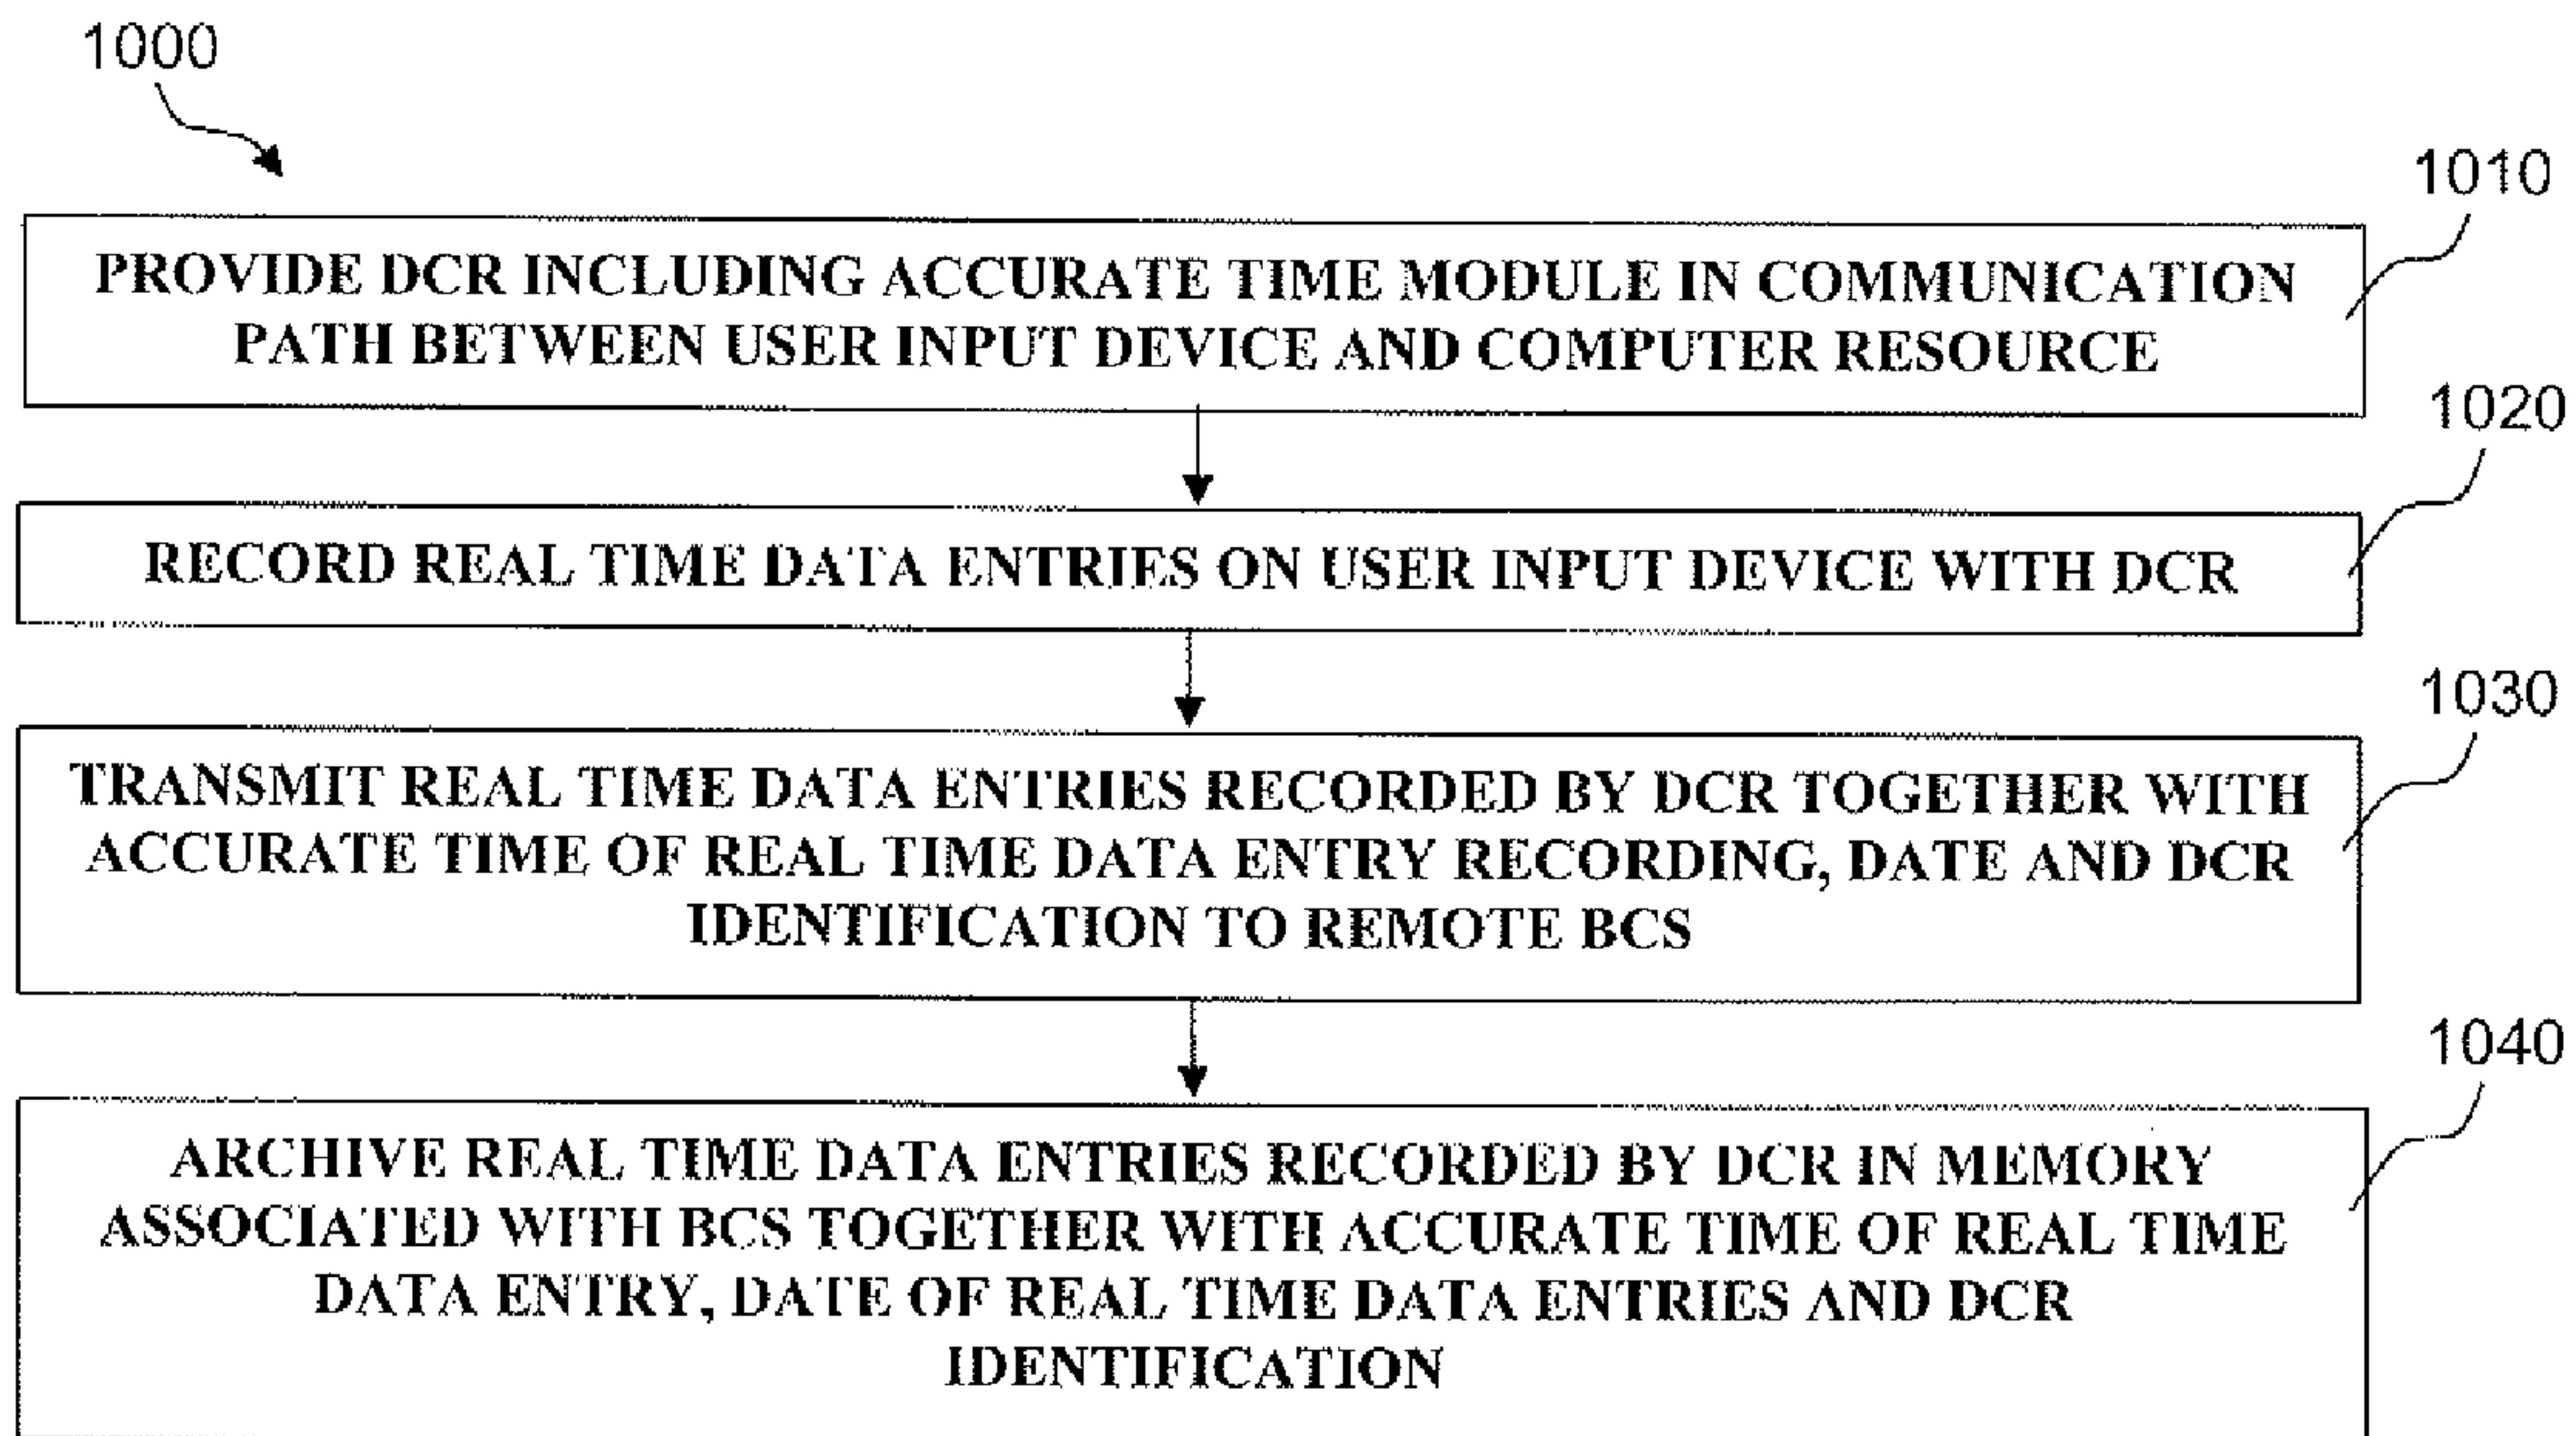 1000
1010
PROVIDE DCR INCLUDING ACCURATE TIME MODULE IN COMMUNICATION
PATH BETWEEN USER INPUT DEVICE AND COMPUTER RESOURCE
1020
RECORD REAL TIME DATA ENTRIES ON USER INPUT DEVICE WITH DCR
1030
TRANSMIT REAL TIME DATA ENTRIES RECORDED BY DCR TOGETHER WITH
ACCURATE TIME OF REAL TIME DATA ENTRY RECORDING, DATE AND DCR
IDENTIFICATION TO REMOTE BCS
1040
ARCHIVE REAL TIME DATA ENTRIES RECORDED BY DCR IN MEMORY
ASSOCIATED WITH BCS TOGETHER WITH ACCURATE TIME OF REAL TIME
DATA ENTRY, DATE OF REAL TIME DATA ENTRIES AND DCR
IDENTIFICATION